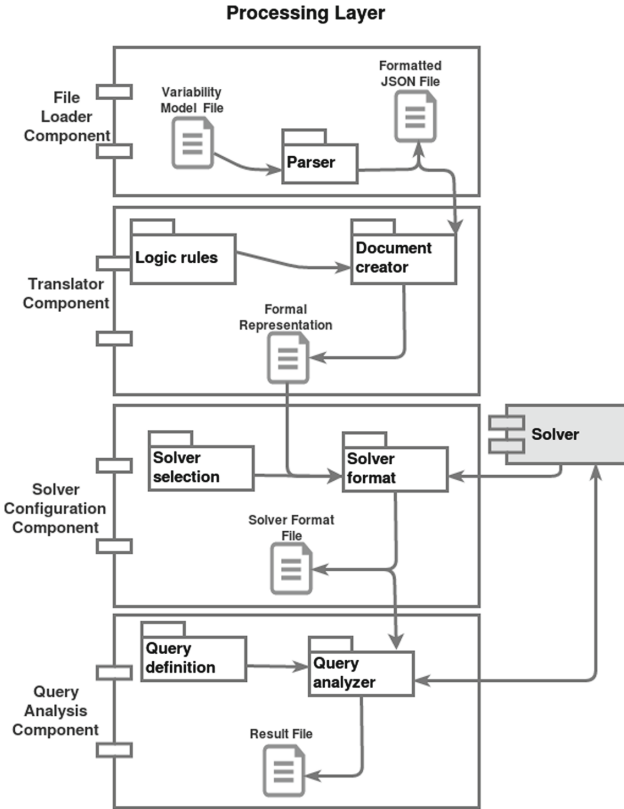 Processing Layer
File
Loader
Component
Variability
Model File
Formatted
JSON File
Parser
Translator
Component
Logic rules
Document
creator
Formal
Representation
Solver
Configuration
Component
Solver
selection
Solver
format
Solver
Solver Format
File
Query
Analysis
Component
Query
definition
Query
analyzer
Result File